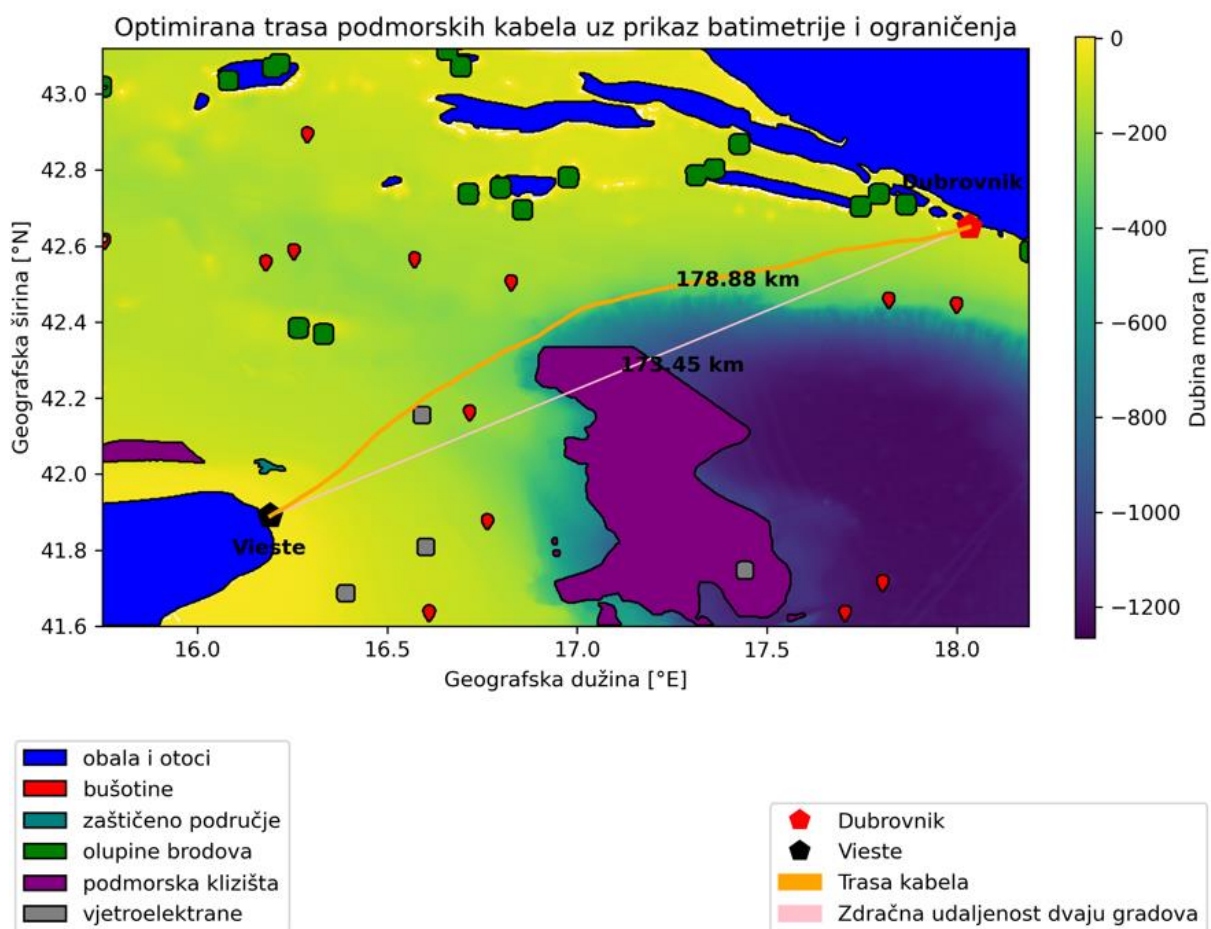 Optimirana trasa podmorskih kabela uz prikaz batimetrije i ograničenja
Geografska širina [°N]
43.0
42.8
42.6
42.4
42.2
42.0
41.8
41.6
Dubrovnik
178.88 km
173.45 km
Vieste
16.0 16.5 17.0 17.5 18.0
Geografska dužina [°E]
0
−200
−400
−600
−800
−1000
−1200
Dubina mora [m]
obala i otoci
bušotine
zaštičeno područje
olupine brodova
podmorska klizišta
vjetroelektrane
Dubrovnik
Vieste
Trasa kabela
Zdračna udaljenost dvaju gradova